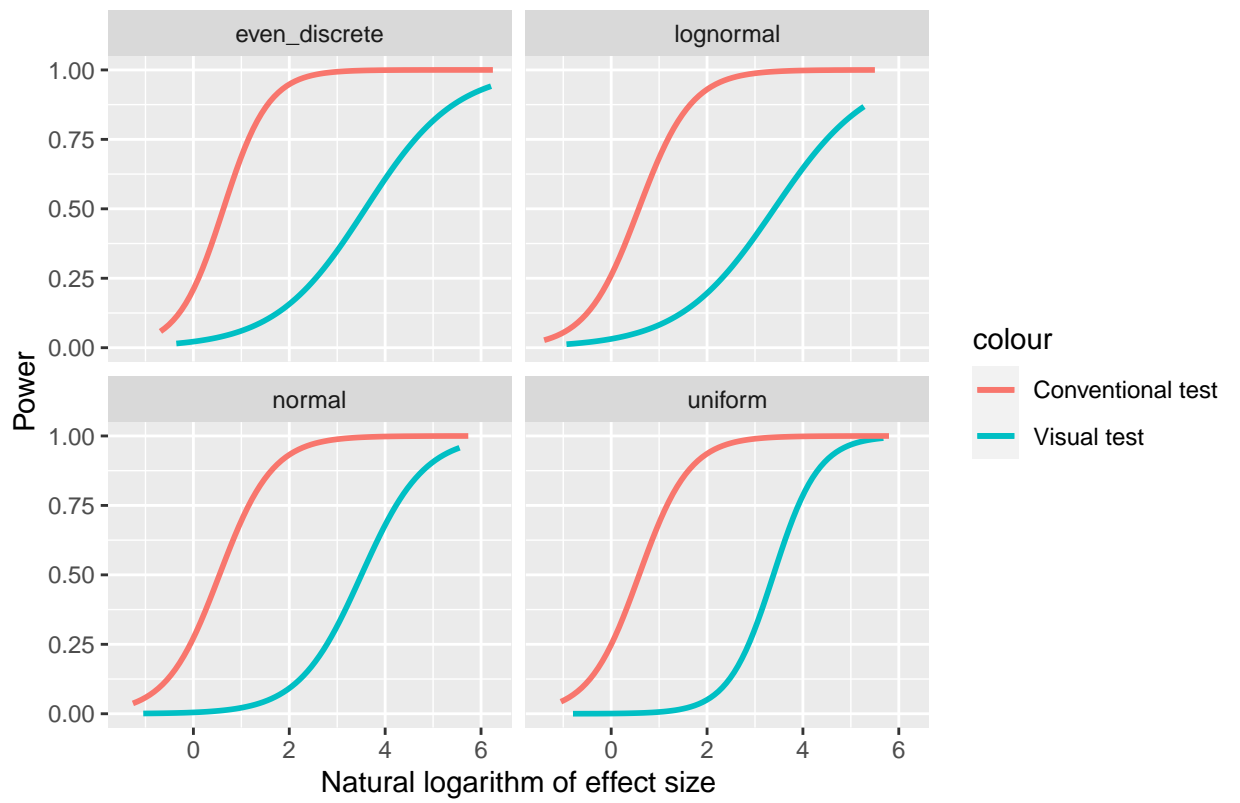 even_discrete
lognormal
1.00
0.75
0.50
0.25
0.00
Power
normal
uniform
1.00
0.75
0.50
0.25
0.00
0 2 4 6
0 2 4 6
Natural logarithm of effect size
colour
Conventional test
Visual test